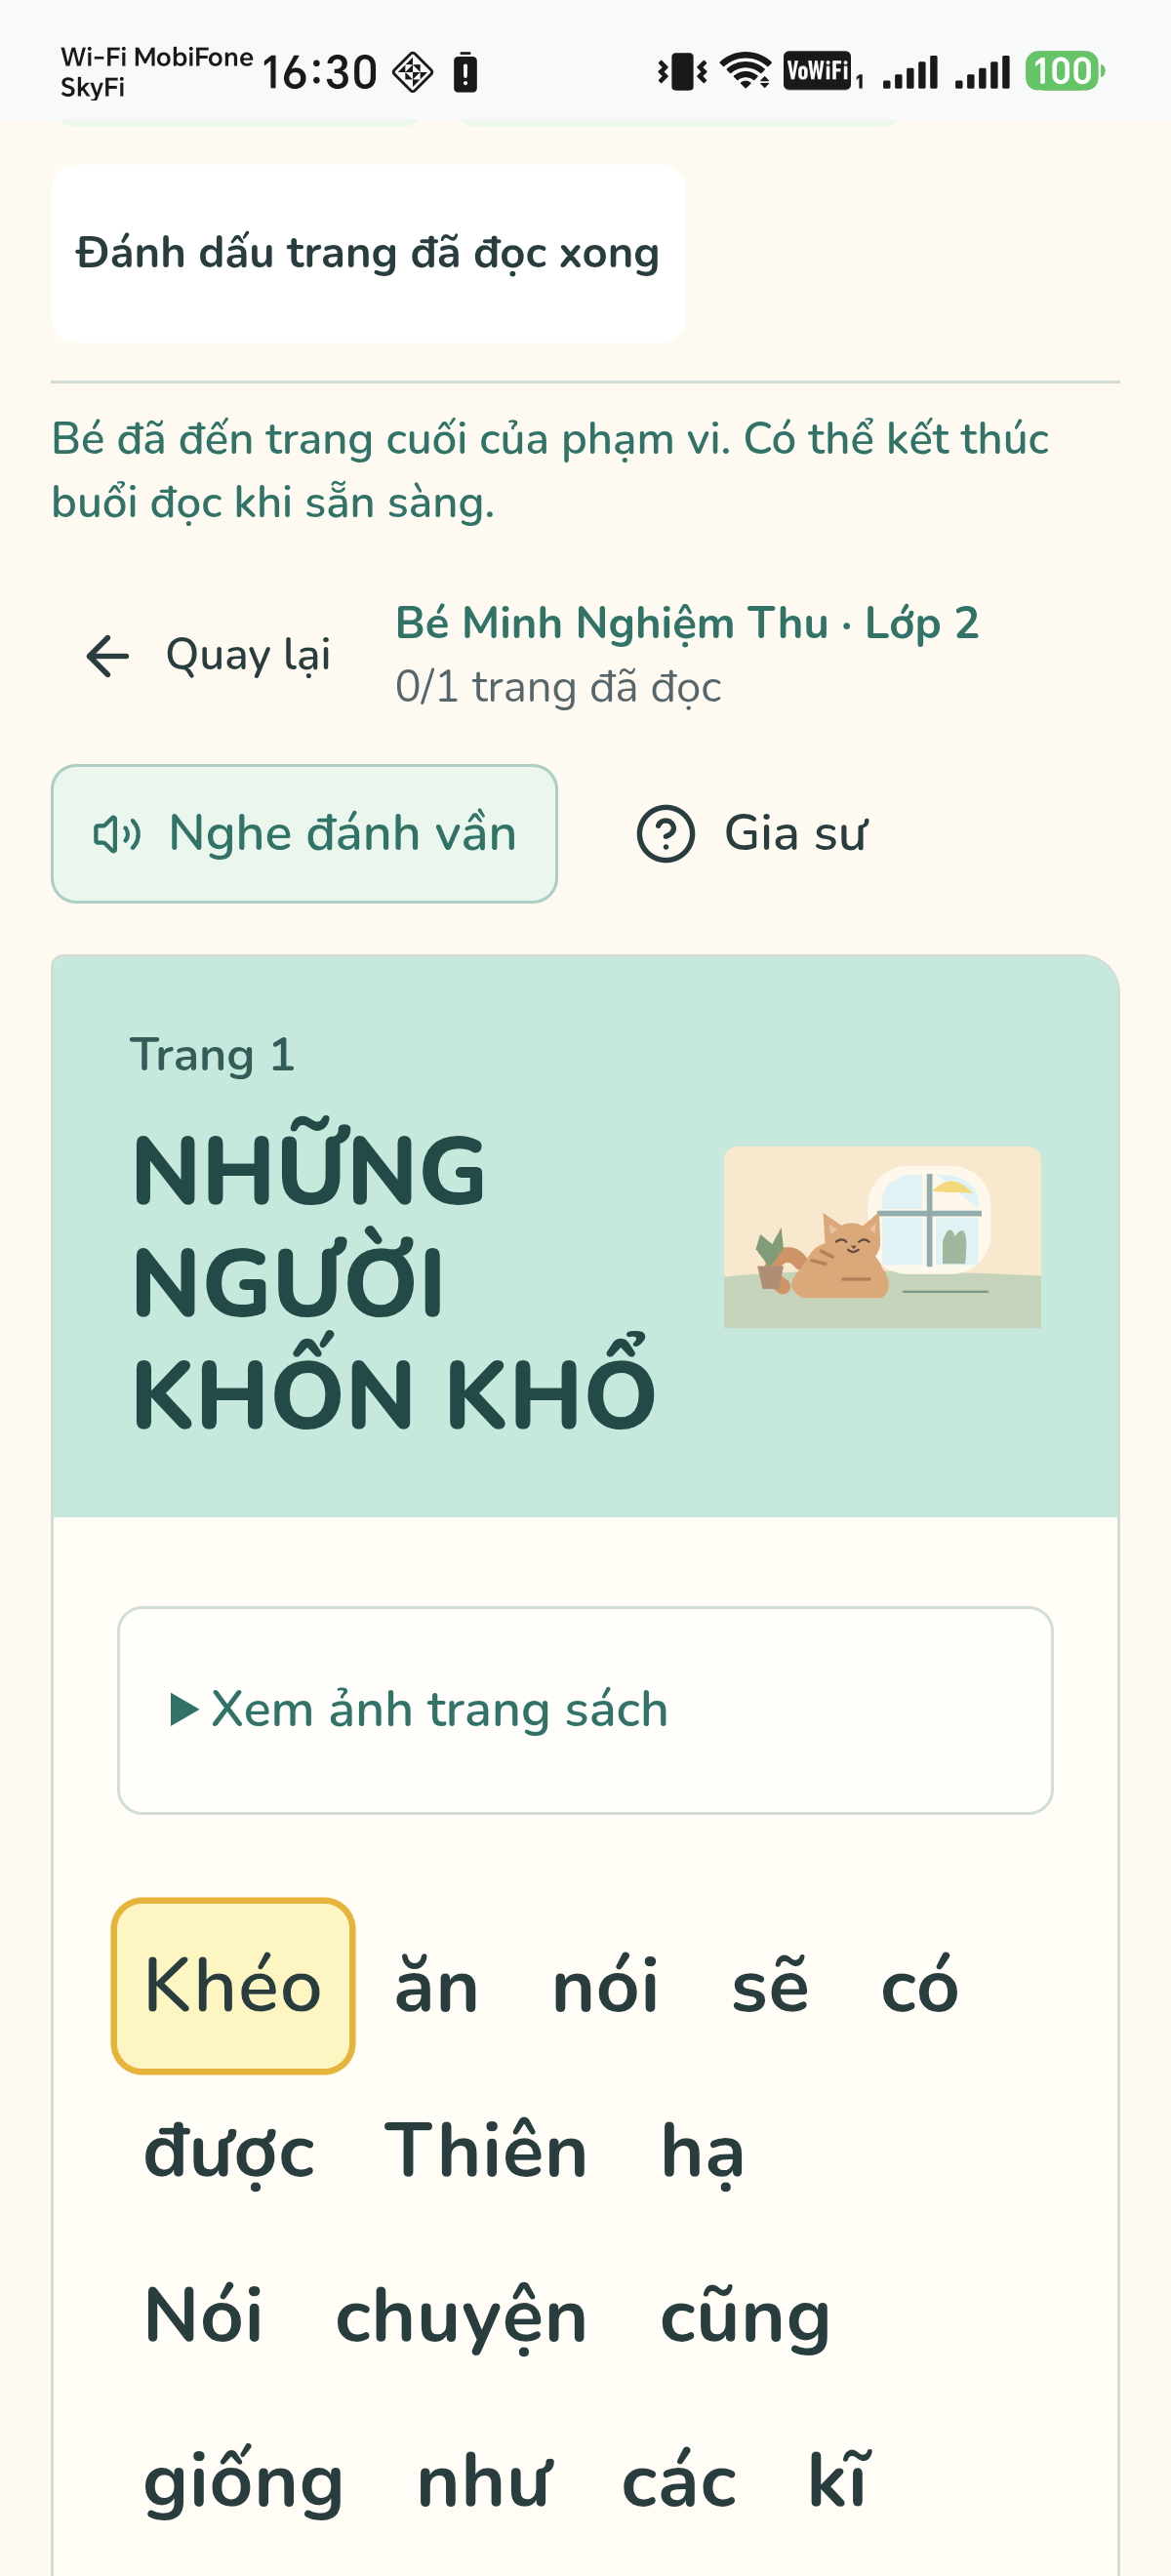 Wi-Fi MobiFone
SkyFi
16:30
VoWiFi 1
100
Đánh dấu trang đã đọc xong
Bé đã đến trang cuối của phạm vi. Có thể kết thúc
buổi đọc khi sẵn sàng.
Quay lại
Bé Minh Nghiệm Thu · Lớp 2
0/1 trang đã đọc
Nghe đánh vần
Gia sư
Trang 1
NHỮNG
NGƯỜI
KHỐN KHỔ
Xem ảnh trang sách
Khéo ăn nói sẽ có
được Thiên hạ
Nói chuyện cũng
giống như các kĩ